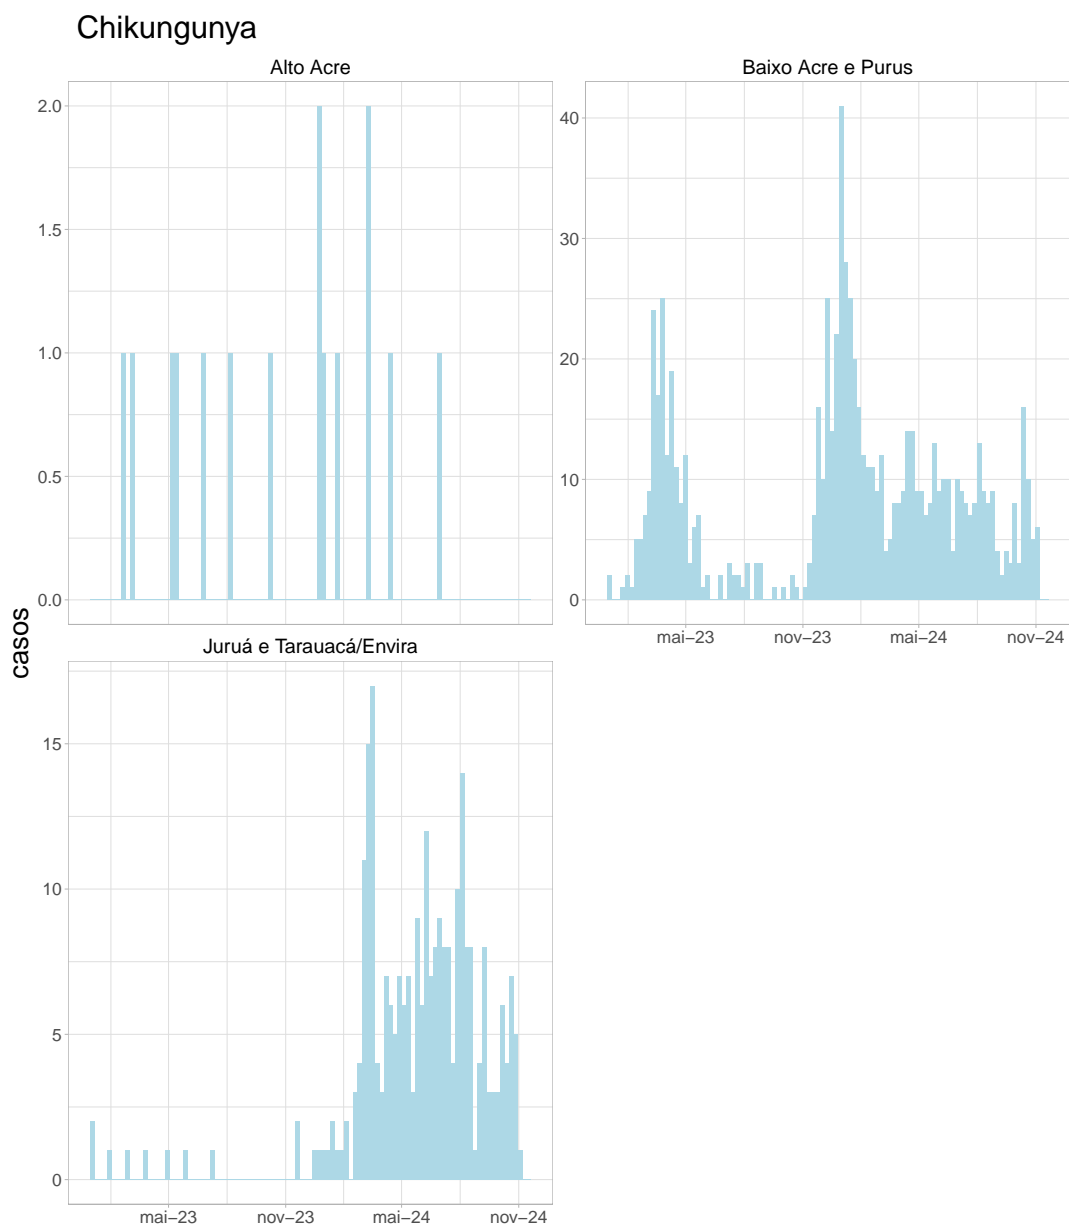 Chikungunya
Alto Acre
2.0
1.5
1.0
0.5
0.0
Baixo Acre e Purus
40
30
20
10
0
mai−23 nov−23 mai−24 nov−24
casos
Juruá e Tarauacá/Envira
15
10
5
0
mai−23 nov−23 mai−24 nov−24